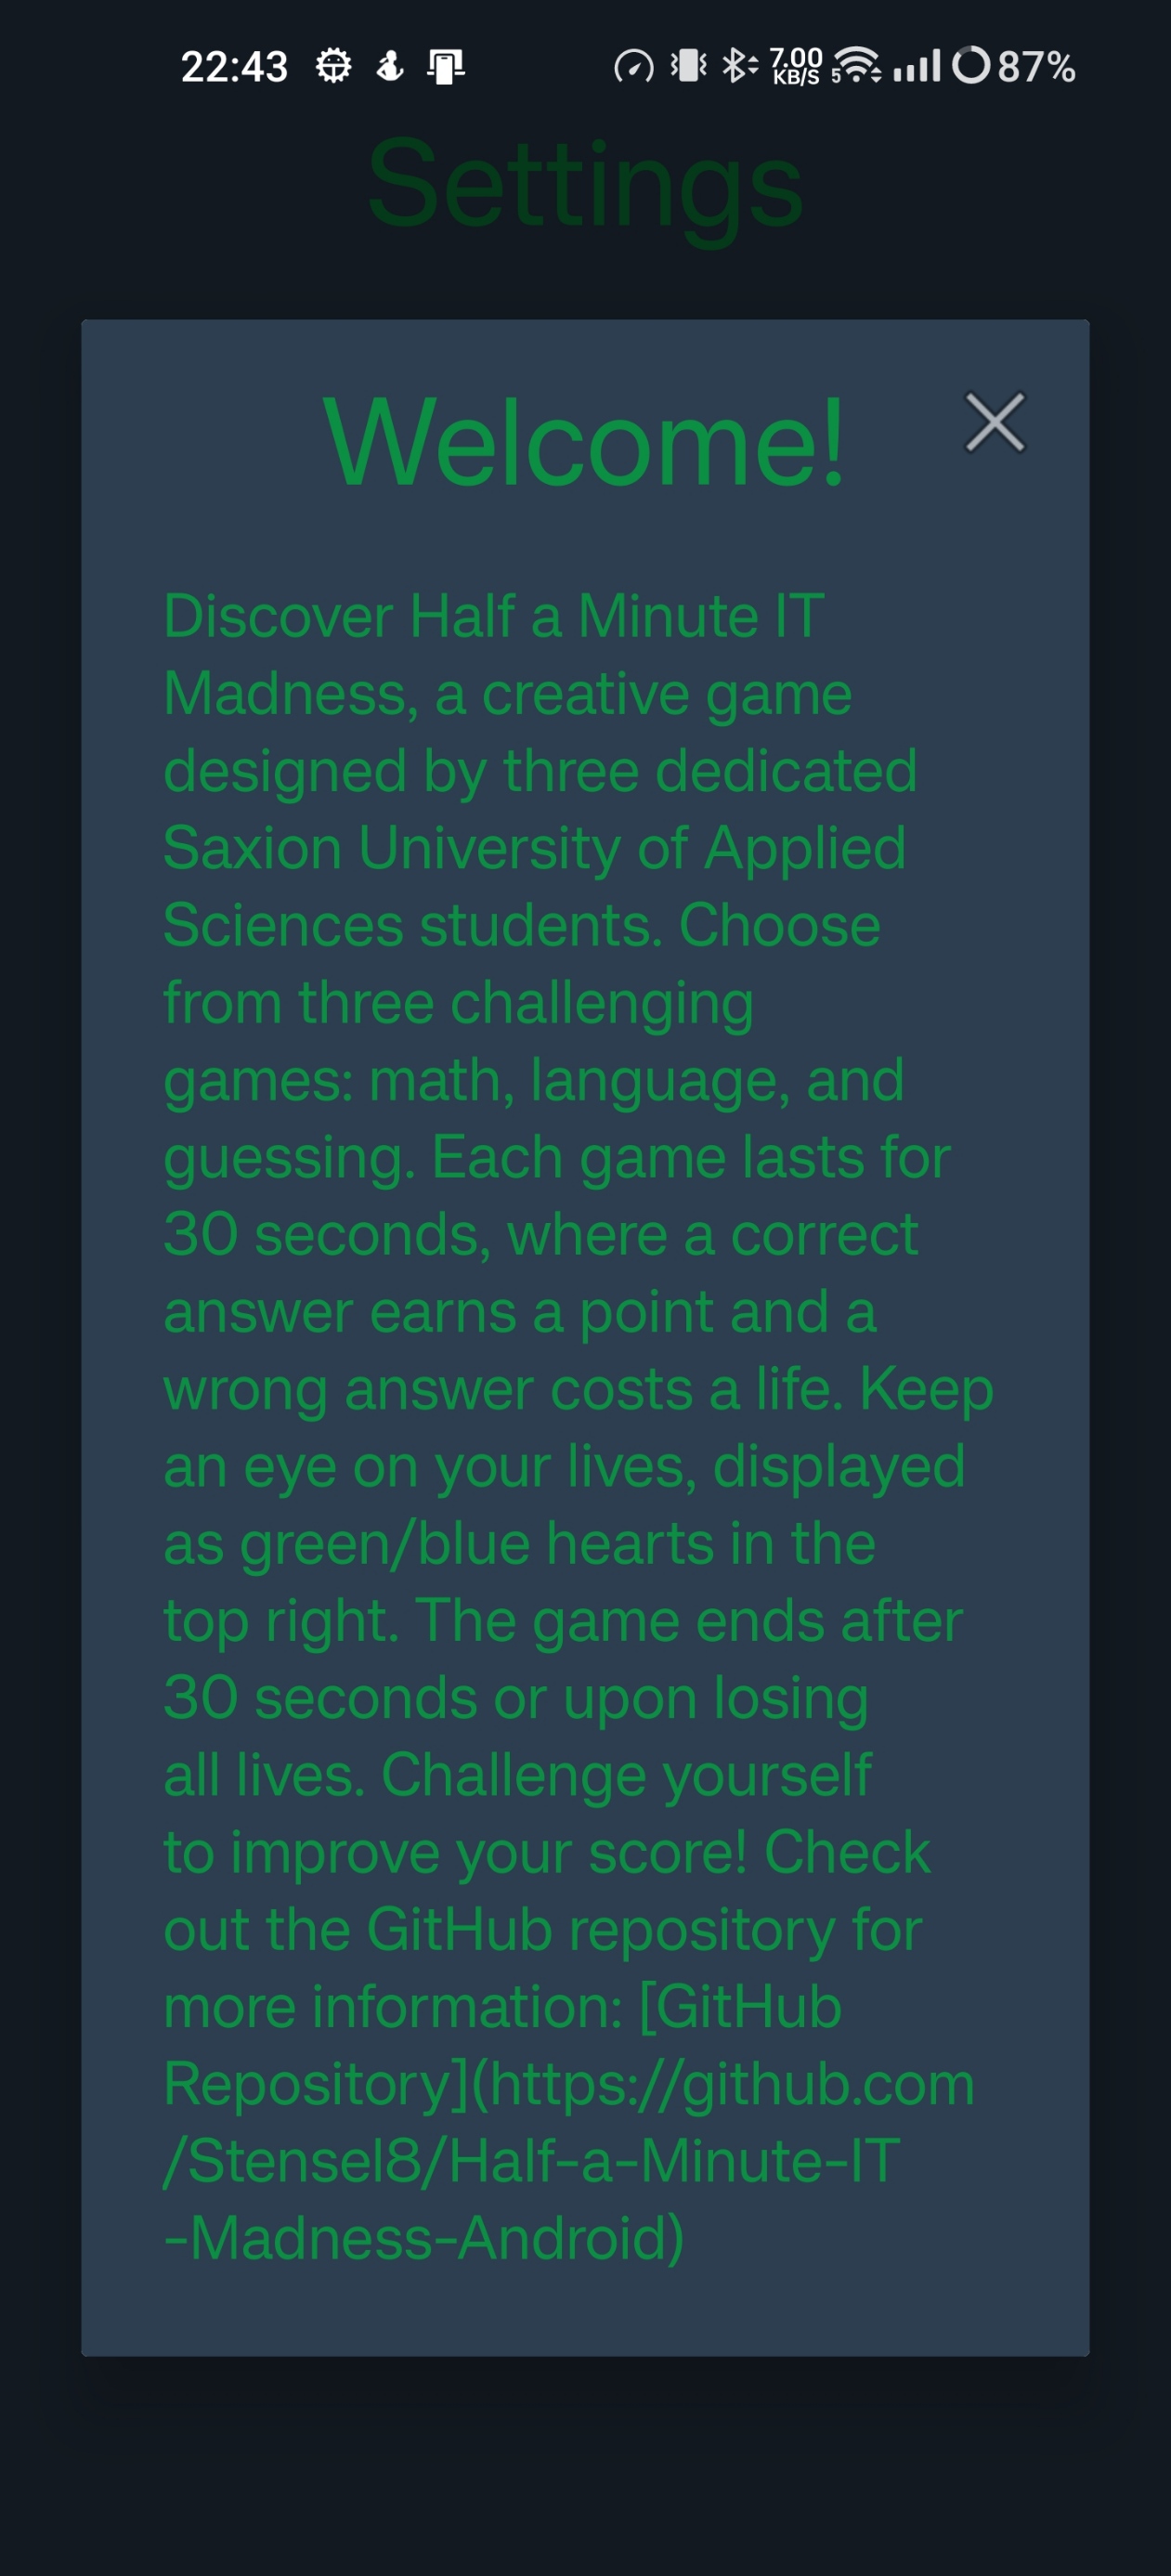 22:43
7.00
KB/S
5
87%
Settings
Welcome!
Discover Half a Minute IT
Madness, a creative game
designed by three dedicated
Saxion University of Applied
Sciences students. Choose
from three challenging
games: math, language, and
guessing. Each game lasts for
30 seconds, where a correct
answer earns a point and a
wrong answer costs a life. Keep
an eye on your lives, displayed
as green/blue hearts in the
top right. The game ends after
30 seconds or upon losing
all lives. Challenge yourself
to improve your score! Check
out the GitHub repository for
more information: [GitHub
Repository](https://github.com
/Stensel8/Half-a-Minute-IT
-Madness-Android)